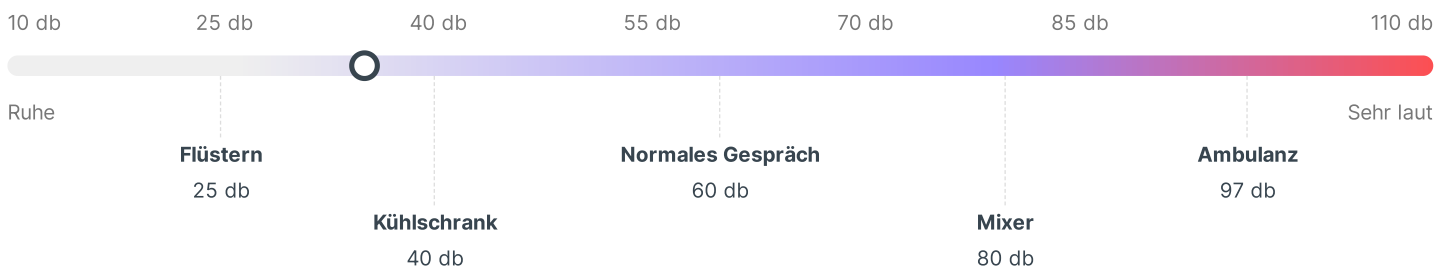 10 db 25 db 40 db 55 db 70 db 85 db 110 db
Ruhe Sehr laut
Flüstern Normales Gespräch Ambulanz
25 db 60 db 97 db
Kühlschrank Mixer
40 db 80 db